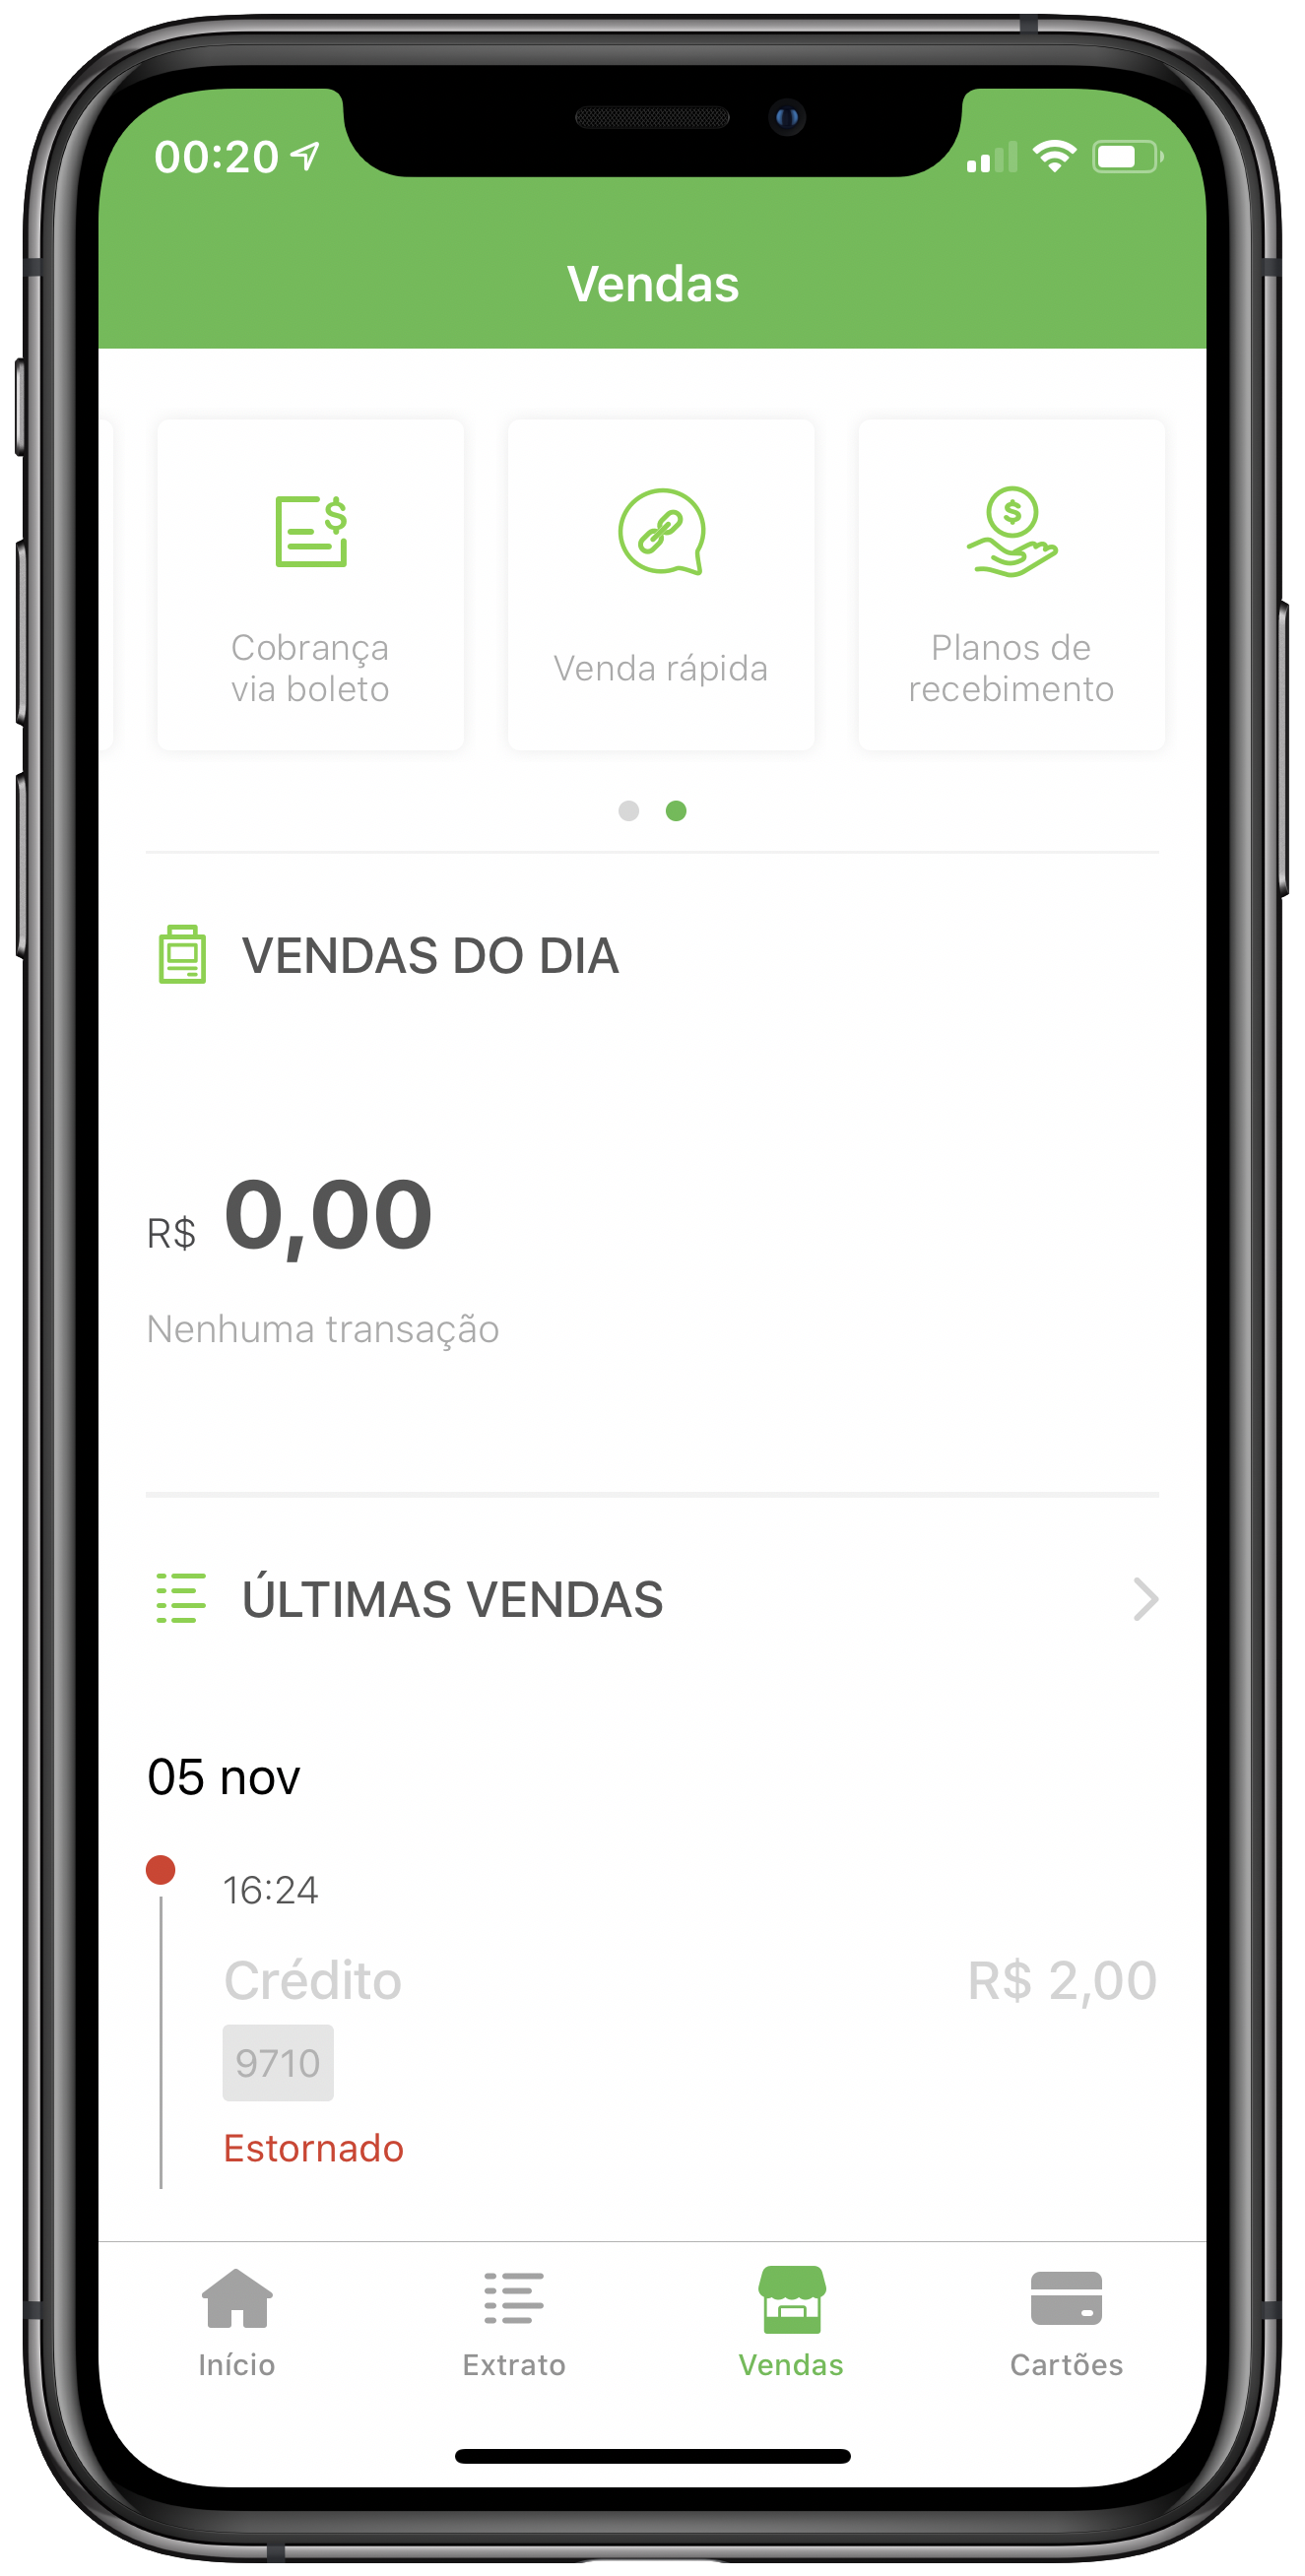 00:20
Vendas
Cobrança
via boleto
Venda rápida
Planos de
recebimento
VENDAS DO DIA
R$ 0,00
Nenhuma transação
ÚLTIMAS VENDAS
05 nov
16:24
Crédito R$ 2,00
9710
Estornado
Início Extrato Vendas Cartões